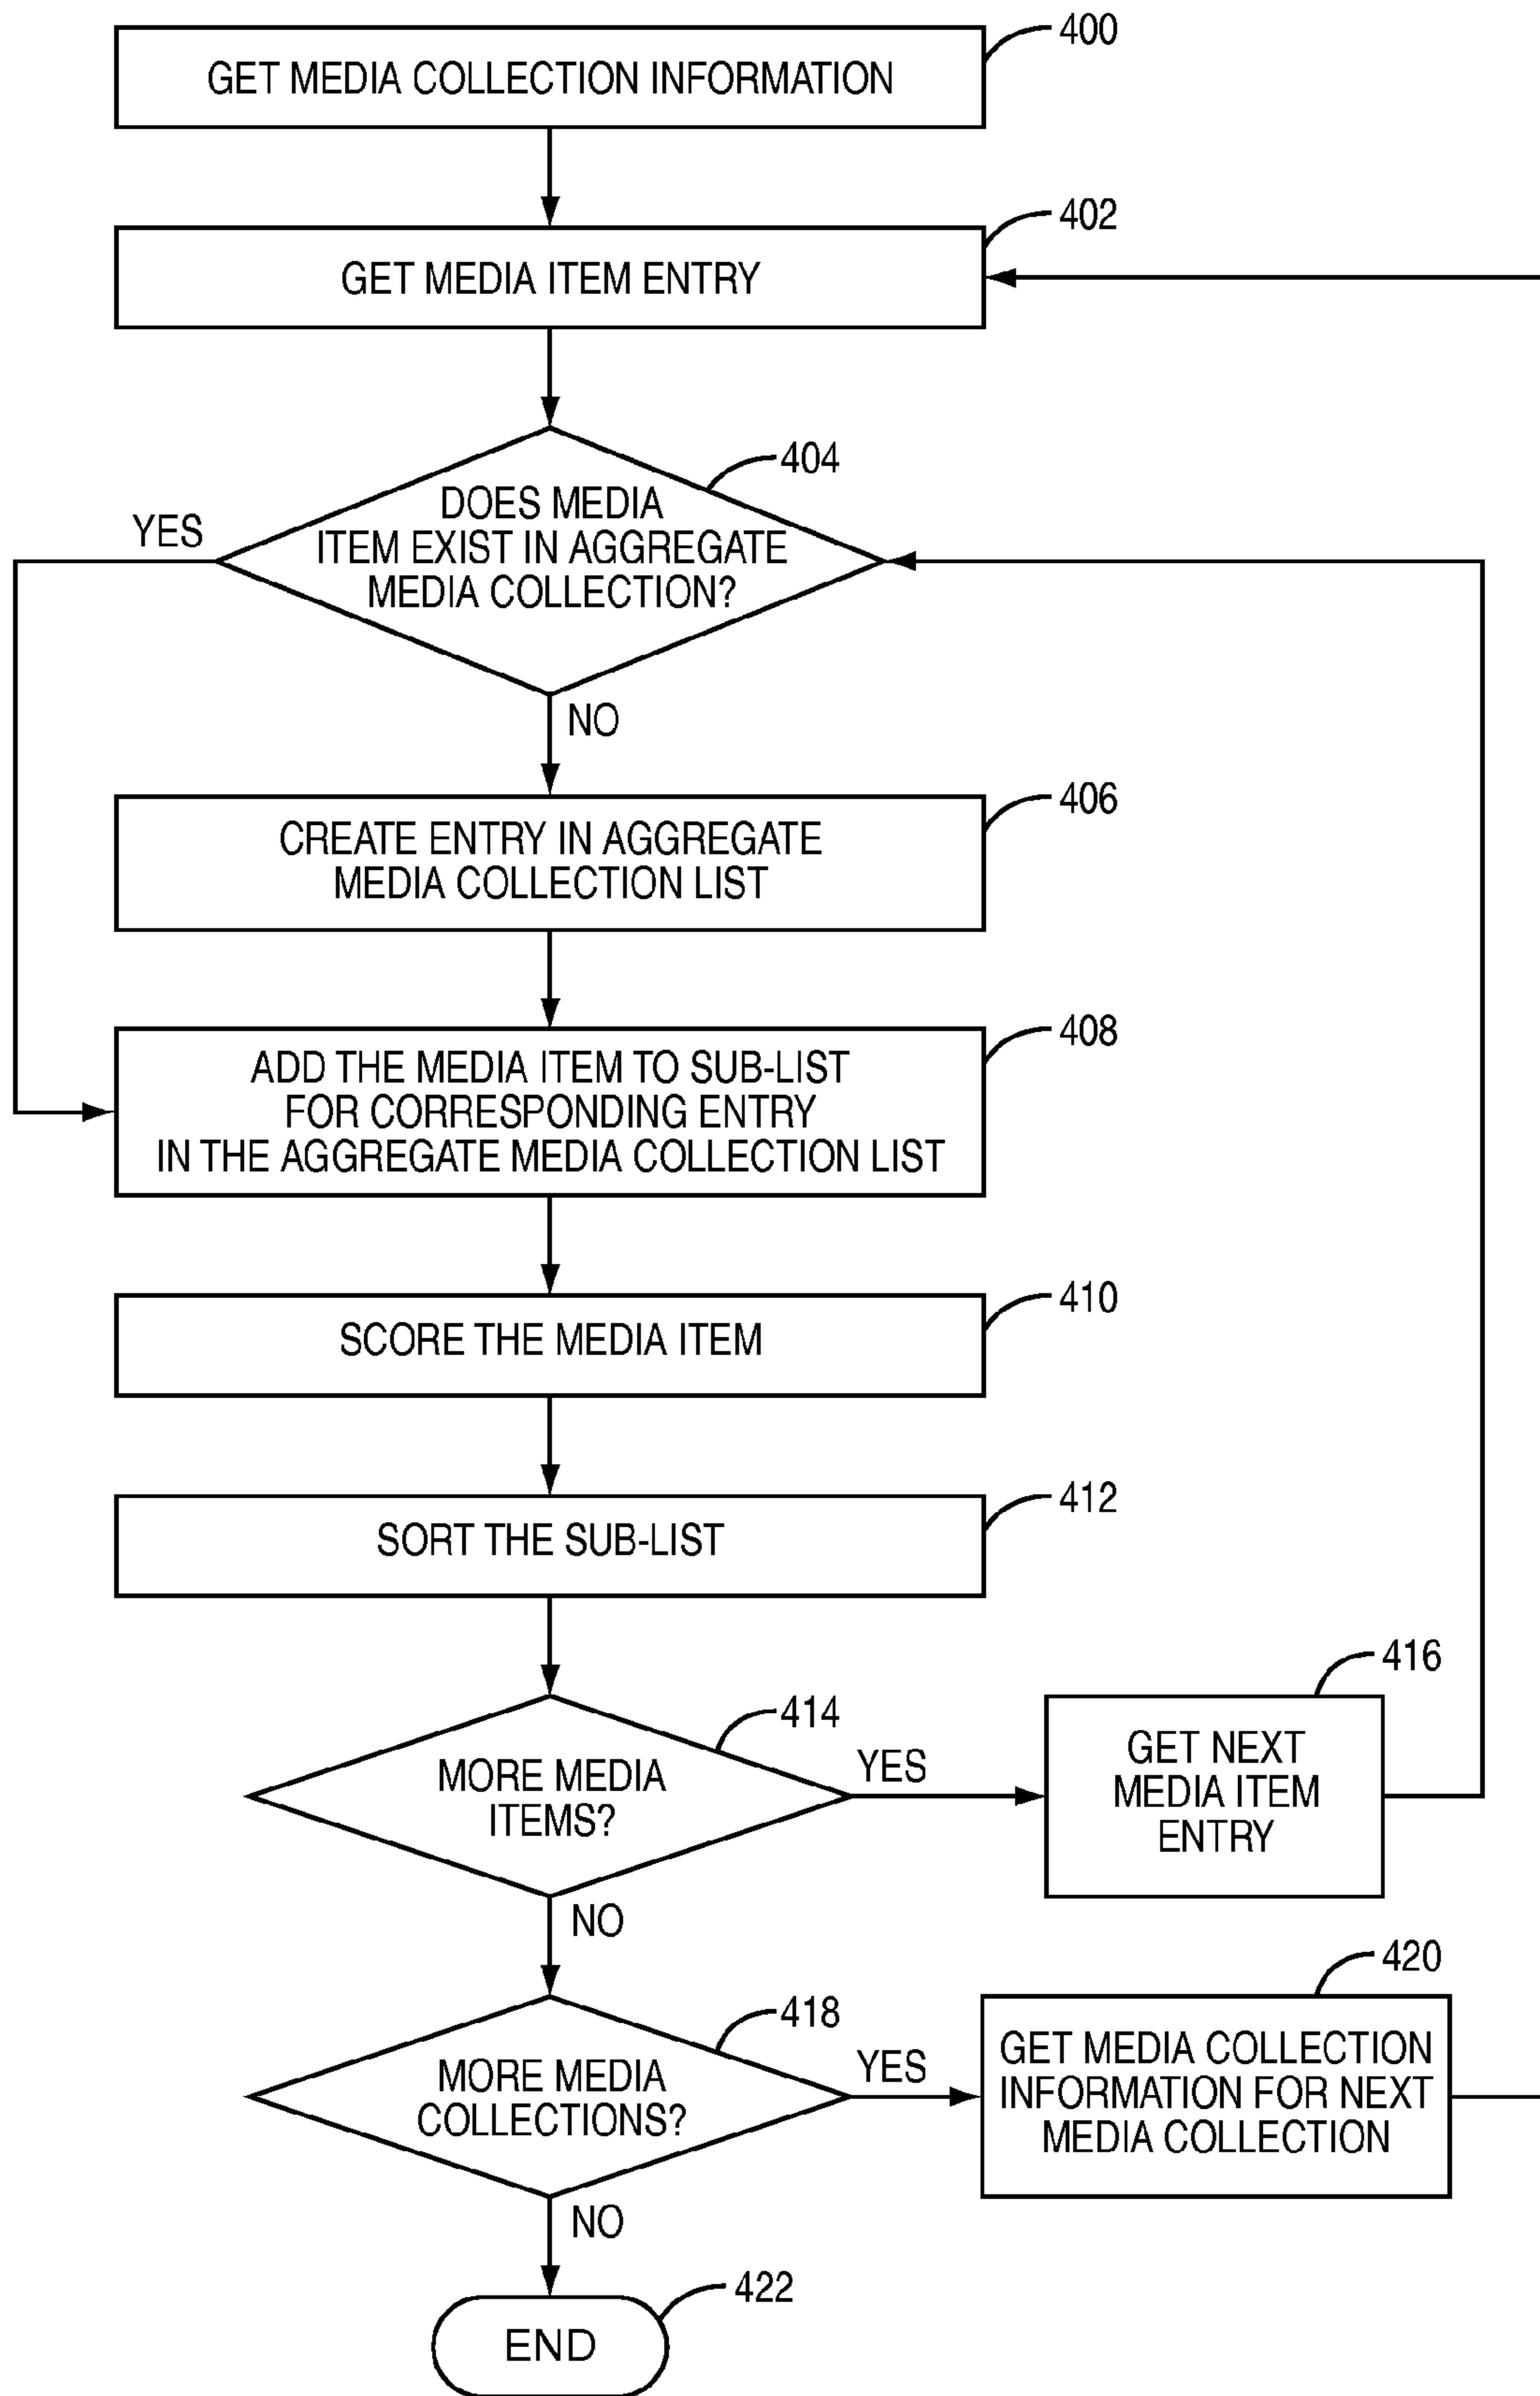 400
GET MEDIA COLLECTION INFORMATION
402
GET MEDIA ITEM ENTRY
404
DOES MEDIA
ITEM EXIST IN AGGREGATE
MEDIA COLLECTION?
YES
NO
406
CREATE ENTRY IN AGGREGATE
MEDIA COLLECTION LIST
408
ADD THE MEDIA ITEM TO SUB-LIST
FOR CORRESPONDING ENTRY
IN THE AGGREGATE MEDIA COLLECTION LIST
410
SCORE THE MEDIA ITEM
412
SORT THE SUB-LIST
414
MORE MEDIA
ITEMS?
YES
416
GET NEXT
MEDIA ITEM
ENTRY
NO
418
MORE MEDIA
COLLECTIONS?
YES
420
GET MEDIA COLLECTION
INFORMATION FOR NEXT
MEDIA COLLECTION
NO
422
END